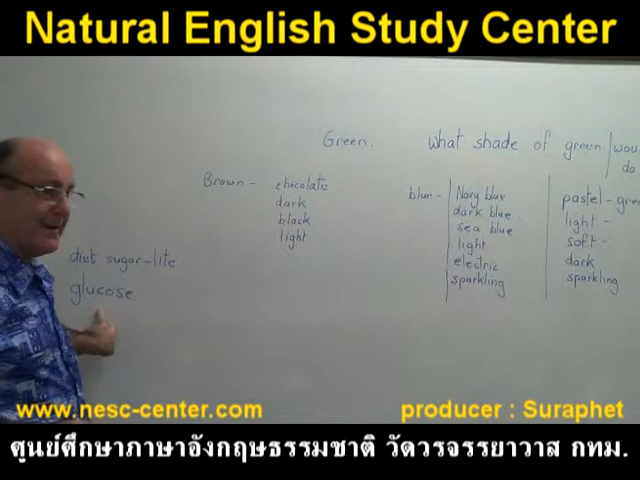 Natural English Study Center
Green. what shade of green wou
do
Brown - chocolate
dark
black
light
blue - Navy blue
dark blue.
sea blue
light
electric
sparkling
pastel - gree
light -
soft -
dark
sparkling
diet sugar - lite
glucose
www.nesc-center.com producer : Suraphet
ศูนย์ศึกษาภาษาอังกฤษธรรมชาติ วัดวรจรรยาวาส กทม.